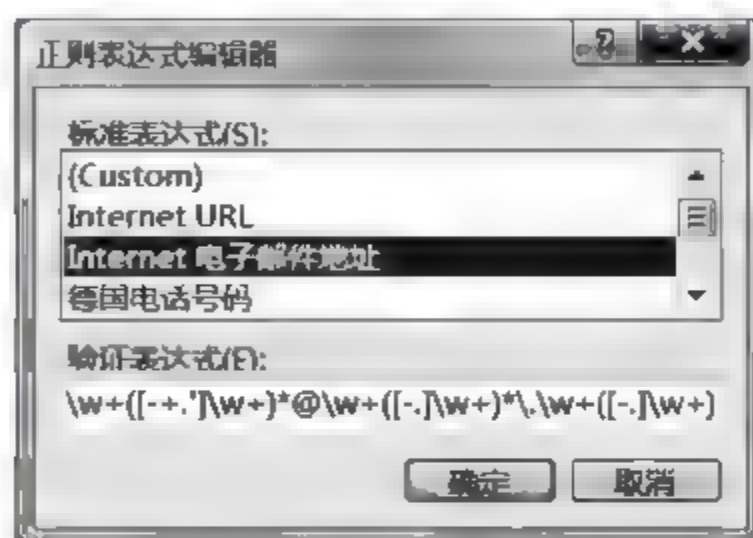 正则表达式编辑器
标准表达式(S):
(Custom)
Internet URL
Internet 电子邮件地址
德国电话号码
验证表达式(E):
\w+([-+.']\w+)*@\w+([-.]\w+)*\.\w+([-.]\w+)
确定
取消